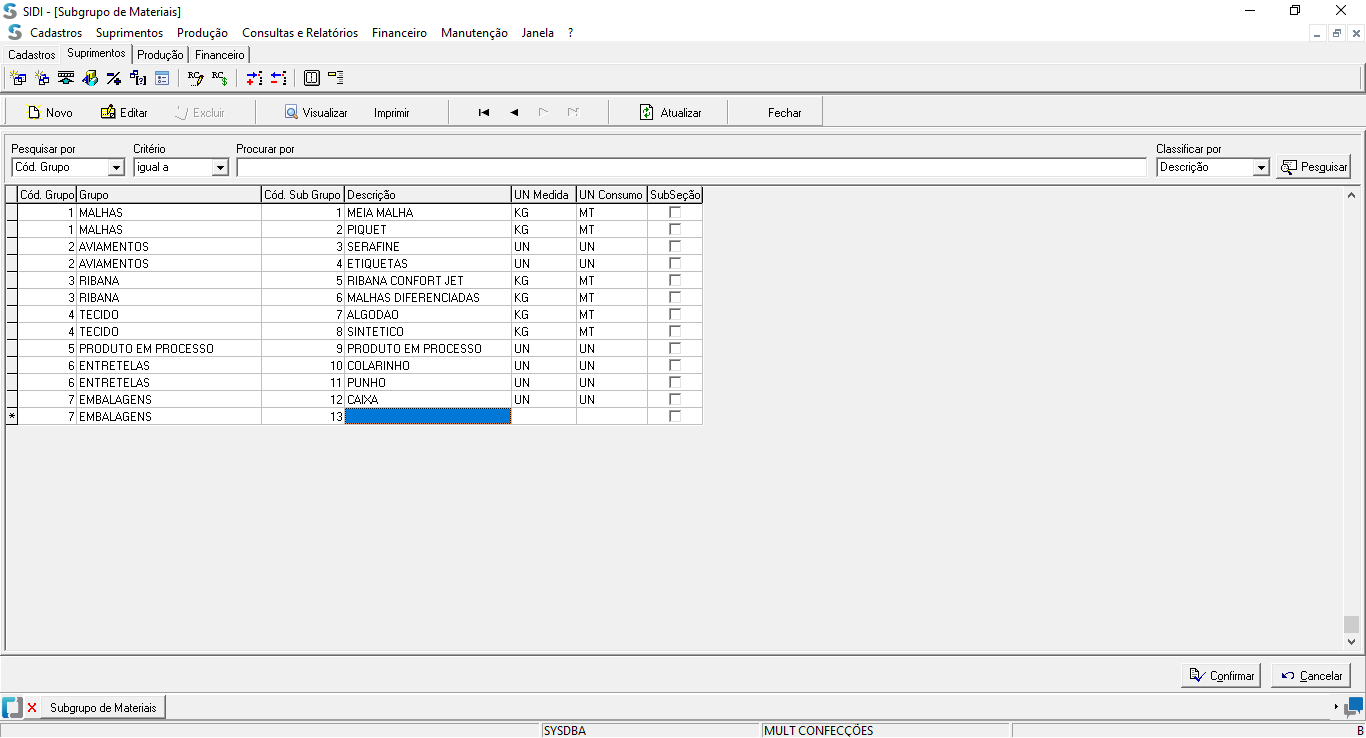 SIDI - [Subgrupo de Materiais]
Cadastros Suprimentos Produção Consultas e Relatórios Financeiro Manutenção Janela ?
Cadastros Suprimentos Produção Financeiro
Novo Editar Excluir Visualizar Imprimir Atualizar Fechar
Pesquisar por Critério Procurar por Classificar por
Cód. Grupo igual a Descrição Pesquisar
Cód. Grupo Grupo Cód. Sub Grupo Descrição UN Medida UN Consumo SubSeção
1 MALHAS 1 MEIA MALHA KG MT
1 MALHAS 2 PIQUET KG MT
2 AVIAMENTOS 3 SERAFINE UN UN
2 AVIAMENTOS 4 ETIQUETAS UN UN
3 RIBANA 5 RIBANA CONFORT JET KG MT
3 RIBANA 6 MALHAS DIFERENCIADAS KG MT
4 TECIDO 7 ALGODAO KG MT
4 TECIDO 8 SINTETICO KG MT
5 PRODUTO EM PROCESSO 9 PRODUTO EM PROCESSO UN UN
6 ENTRETELAS 10 COLARINHO UN UN
6 ENTRETELAS 11 PUNHO UN UN
7 EMBALAGENS 12 CAIXA UN UN
* 7 EMBALAGENS 13
Confirmar Cancelar
Subgrupo de Materiais
SYSDBA MULT CONFECÇÕES B